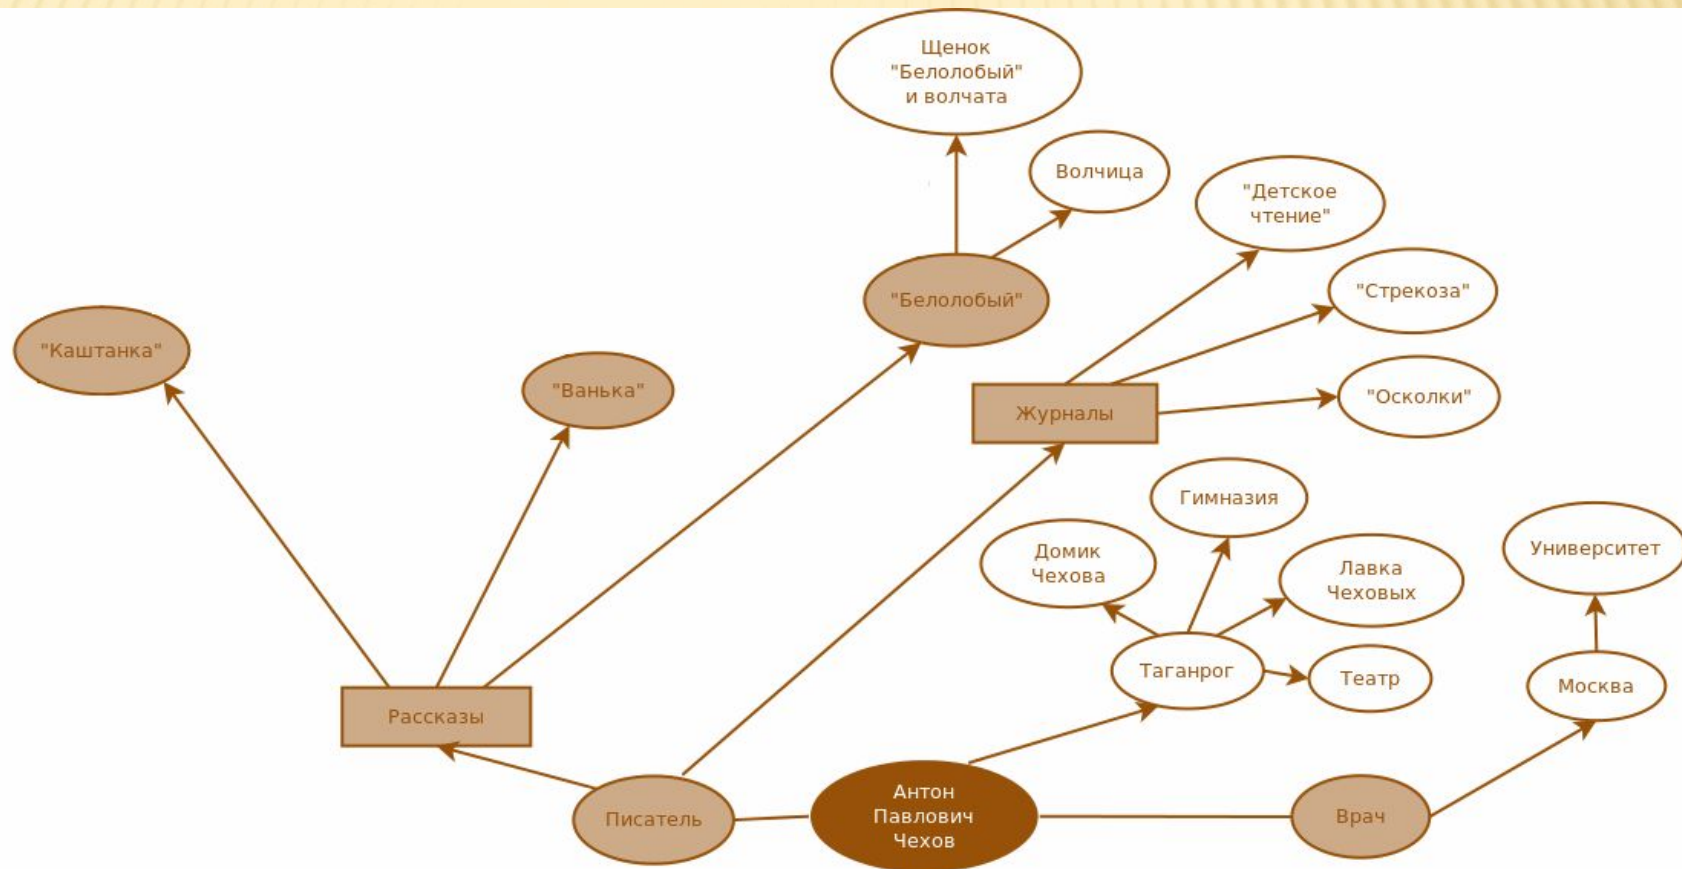 Щенок
"Белолобый"
и волчата
Волчица
"Детское
чтение"
"Белолобый"
"Стрекоза"
"Каштанка"
"Ванька"
"Осколки"
Журналы
Гимназия
Домик
Чехова
Лавка
Чеховых
Университет
Таганрог
Театр
Москва
Рассказы
Писатель
Антон
Павлович
Чехов
Врач